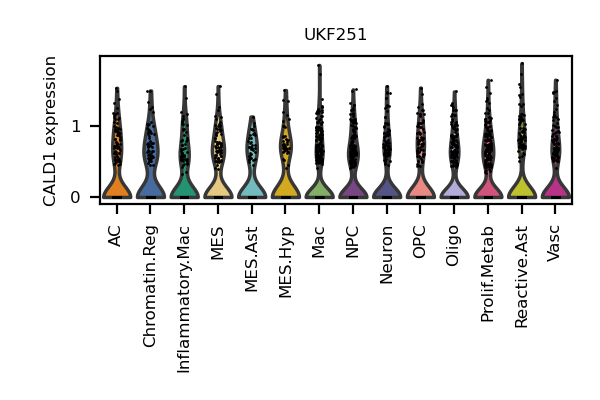 UKF251
CALD1 expression
1
0
AC
Chromatin.Reg
Inflammatory.Mac
MES
MES.Ast
MES.Hyp
Mac
NPC
Neuron
OPC
Oligo
Prolif.Metab
Reactive.Ast
Vasc